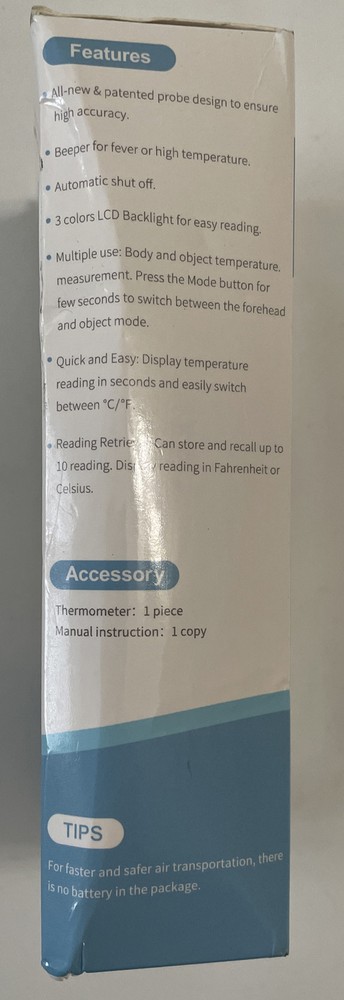 Features
• All-new & patented probe design to ensure
high accuracy.
• Beeper for fever or high temperature.
• Automatic shut off.
• 3 colors LCD Backlight for easy reading.
• Multiple use: Body and object temperature.
measurement. Press the Mode button for
few seconds to switch between the forehead
and object mode.
• Quick and Easy: Display temperature
reading in seconds and easily switch
between °C/°F.
• Reading Can store and recall up to
10 reading. reading in Fahrenheit or
Celsius.
Accessory
Thermometer: 1 piece
Manual instruction: 1 copy
TIPS
For faster and safer air transportation, there
is no battery in the package.